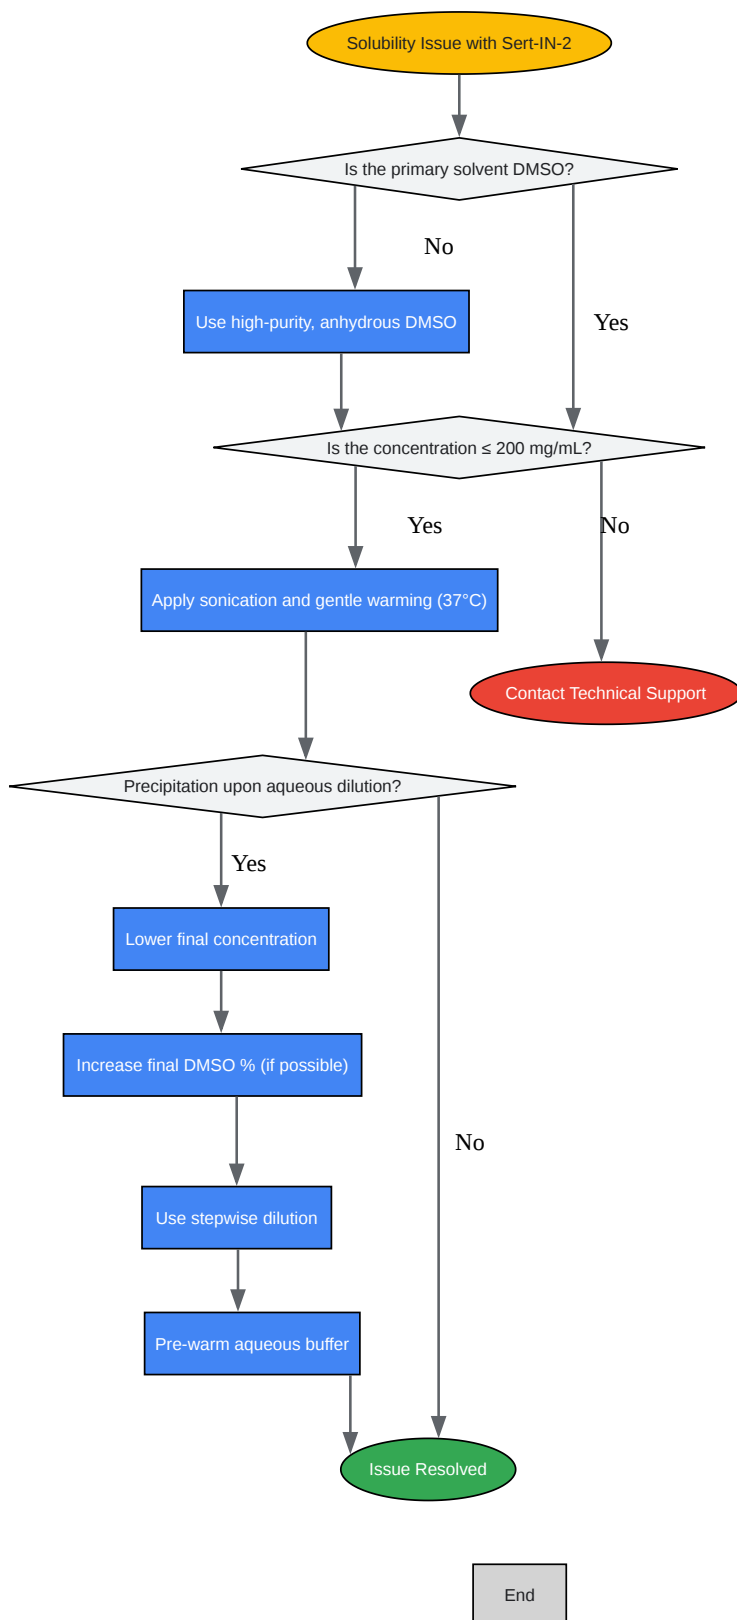 Solubility Issue with Sert-IN-2
Is the primary solvent DMSO?
No
Use high-purity, anhydrous DMSO
Yes
Is the concentration ≤ 200 mg/mL?
Yes
No
Apply sonication and gentle warming (37°C)
Contact Technical Support
Precipitation upon aqueous dilution?
Yes
Lower final concentration
Increase final DMSO % (if possible)
No
Use stepwise dilution
Pre-warm aqueous buffer
Issue Resolved
End